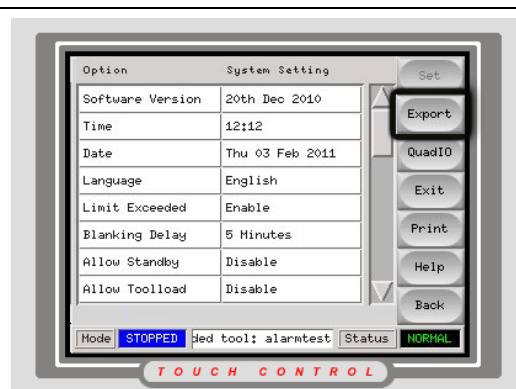 Option System Setting Set
Software Version 20th Dec 2010
Export
Time 12:12
Date Thu 03 Feb 2011 QuadIO
Language English
Exit
Limit Exceeded Enable
Blanking Delay 5 Minutes Print
Allow Standby Disable
Help
Allow Toolload Disable
Back
Mode STOPPED ded tool: alarmtest Status NORMAL
TOUCH CONTROL